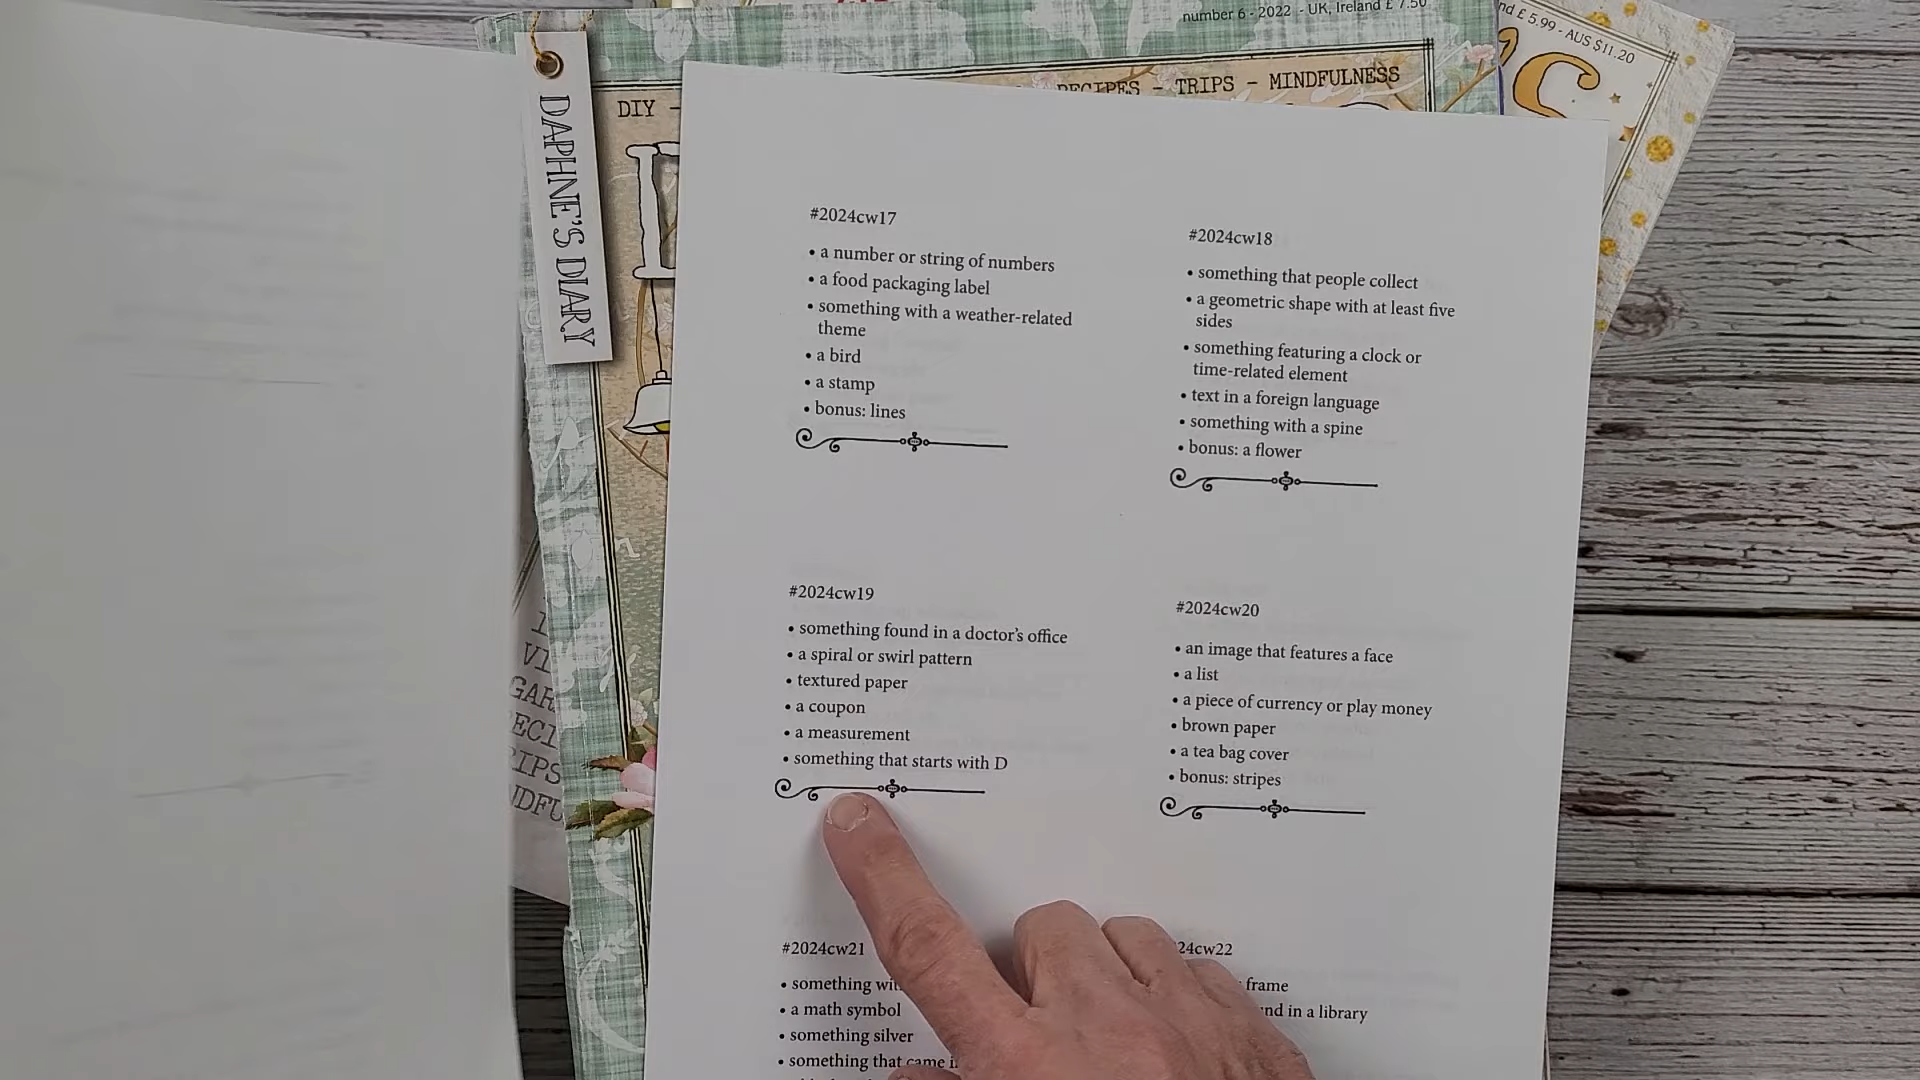 number 6 - 2022 - UK, Ireland £ 7.50
nd £ 5.99 - AUS $11.20
DIY -
RECIPES - TRIPS - MINDFULNESS
DAPHNE'S DIARY
#2024cw17
• a number or string of numbers
• a food packaging label
• something with a weather-related
theme
• a bird
• a stamp
• bonus: lines
#2024cw18
• something that people collect
• a geometric shape with at least five
sides
• something featuring a clock or
time-related element
• text in a foreign language
• something with a spine
• bonus: a flower
#2024cw19
• something found in a doctor's office
• a spiral or swirl pattern
• textured paper
• a coupon
• a measurement
• something that starts with D
#2024cw20
• an image that features a face
• a list
• a piece of currency or play money
• brown paper
• a tea bag cover
• bonus: stripes
#2024cw21
• something
• a math symbol
• something silver
• something that came
24cw22
frame
in a library